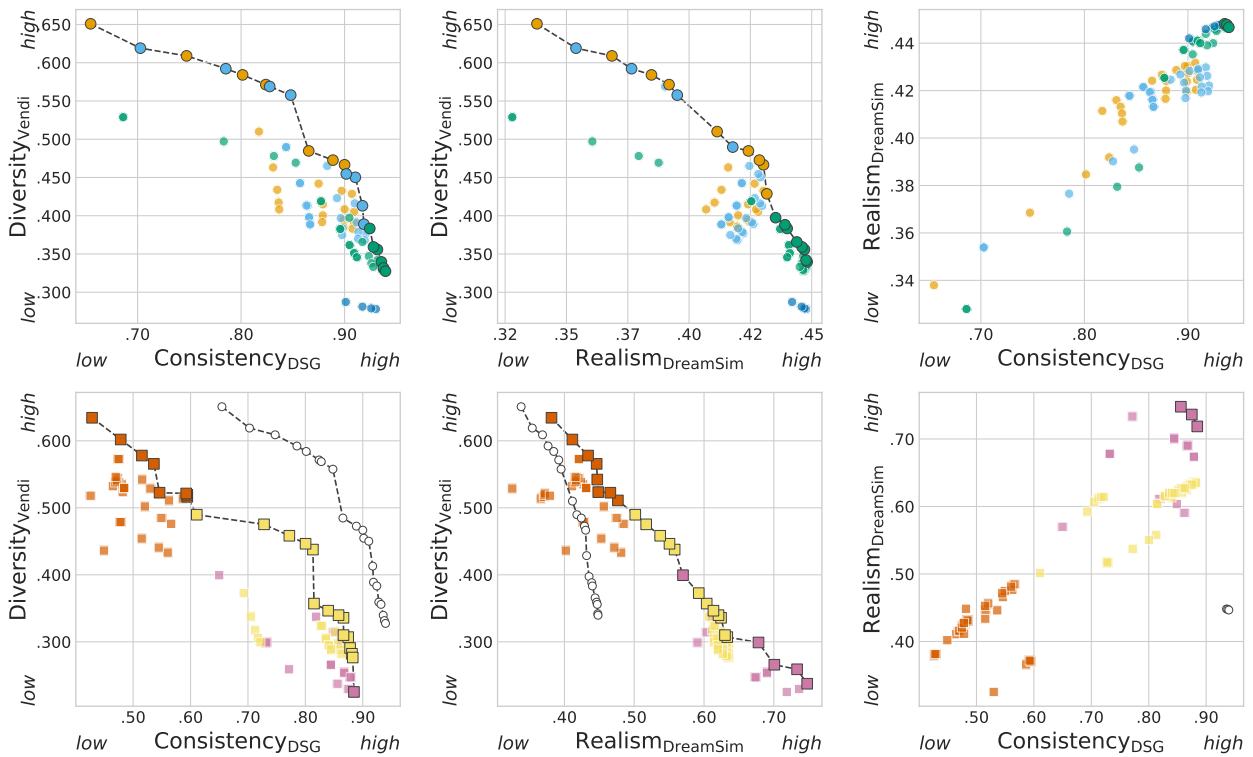 high
Diversity_Vendi
low
.650
.600
.550
.500
.450
.400
.350
.300
.70
.80
.90
low
Consistency_DSG
high
high
Diversity_Vendi
low
.650
.600
.550
.500
.450
.400
.350
.300
.32
.35
.37
.40
.43
.45
low
Realism_DreamSim
high
high
Realism_DreamSim
low
.44
.42
.40
.38
.36
.34
.70
.80
.90
low
Consistency_DSG
high
high
Diversity_Vendi
low
.600
.500
.400
.300
.50
.60
.70
.80
.90
low
Consistency_DSG
high
high
Diversity_Vendi
low
.600
.500
.400
.300
.40
.50
.60
.70
low
Realism_DreamSim
high
high
Realism_DreamSim
low
.70
.60
.50
.40
.50
.60
.70
.80
.90
low
Consistency_DSG
high